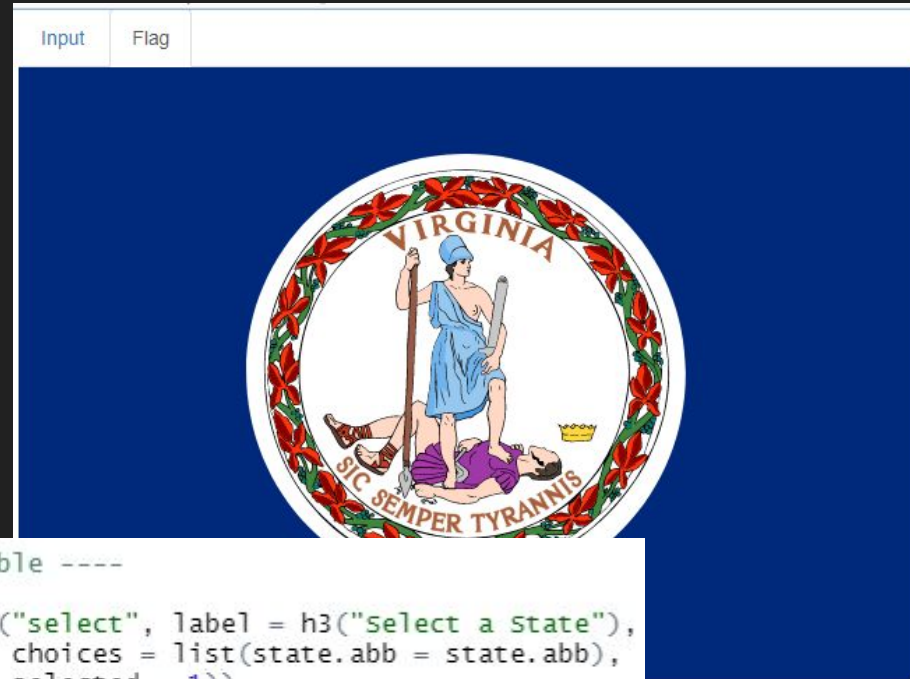 Input
Flag
VIRGINIA
SIC SEMPER TYRANNIS
ble ----
("select", label = h3("Select a State"),
choices = list(state.abb = state.abb),